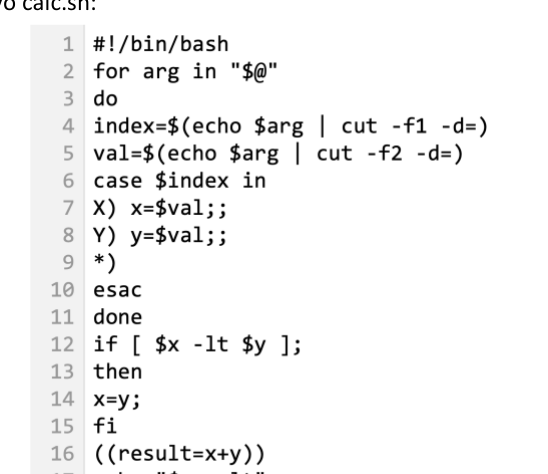 calc.sh:
1 #!/bin/bash
2 for arg in "$@"
3 do
4 index=$(echo $arg | cut -f1 -d=)
5 val=$(echo $arg | cut -f2 -d=)
6 case $index in
7 X) x=$val;;
8 Y) y=$val;;
9 *)
10 esac
11 done
12 if [ $x -lt $y ];
13 then
14 x=y;
15 fi
16 ((result=x+y))